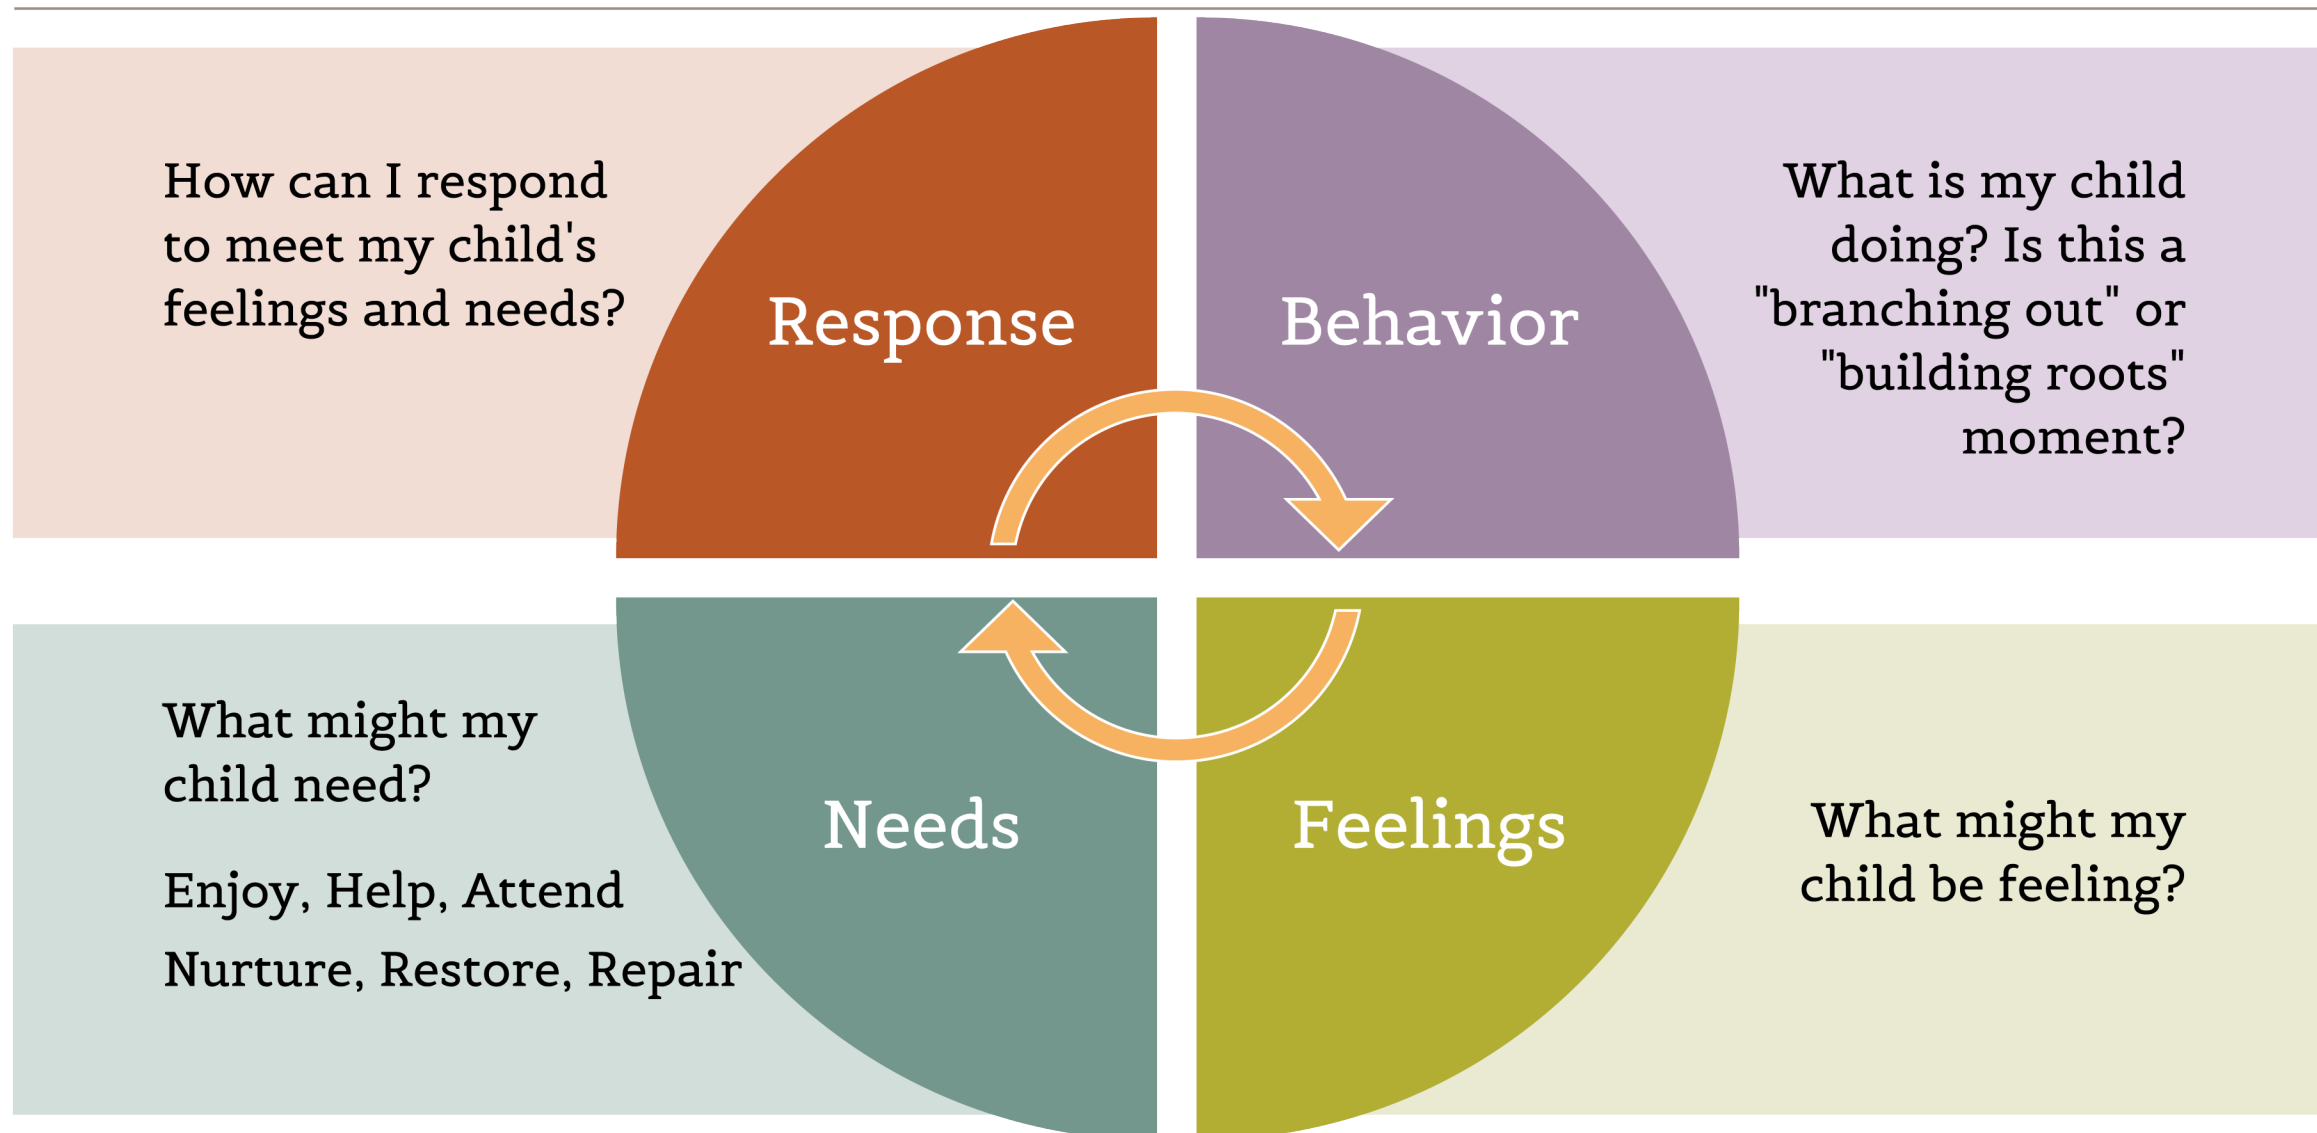 How can I respond
to meet my child's
feelings and needs?
Response
Behavior
What is my child
doing? Is this a
"branching out" or
"building roots"
moment?
What might my
child need?
Enjoy, Help, Attend
Nurture, Restore, Repair
Needs
Feelings
What might my
child be feeling?